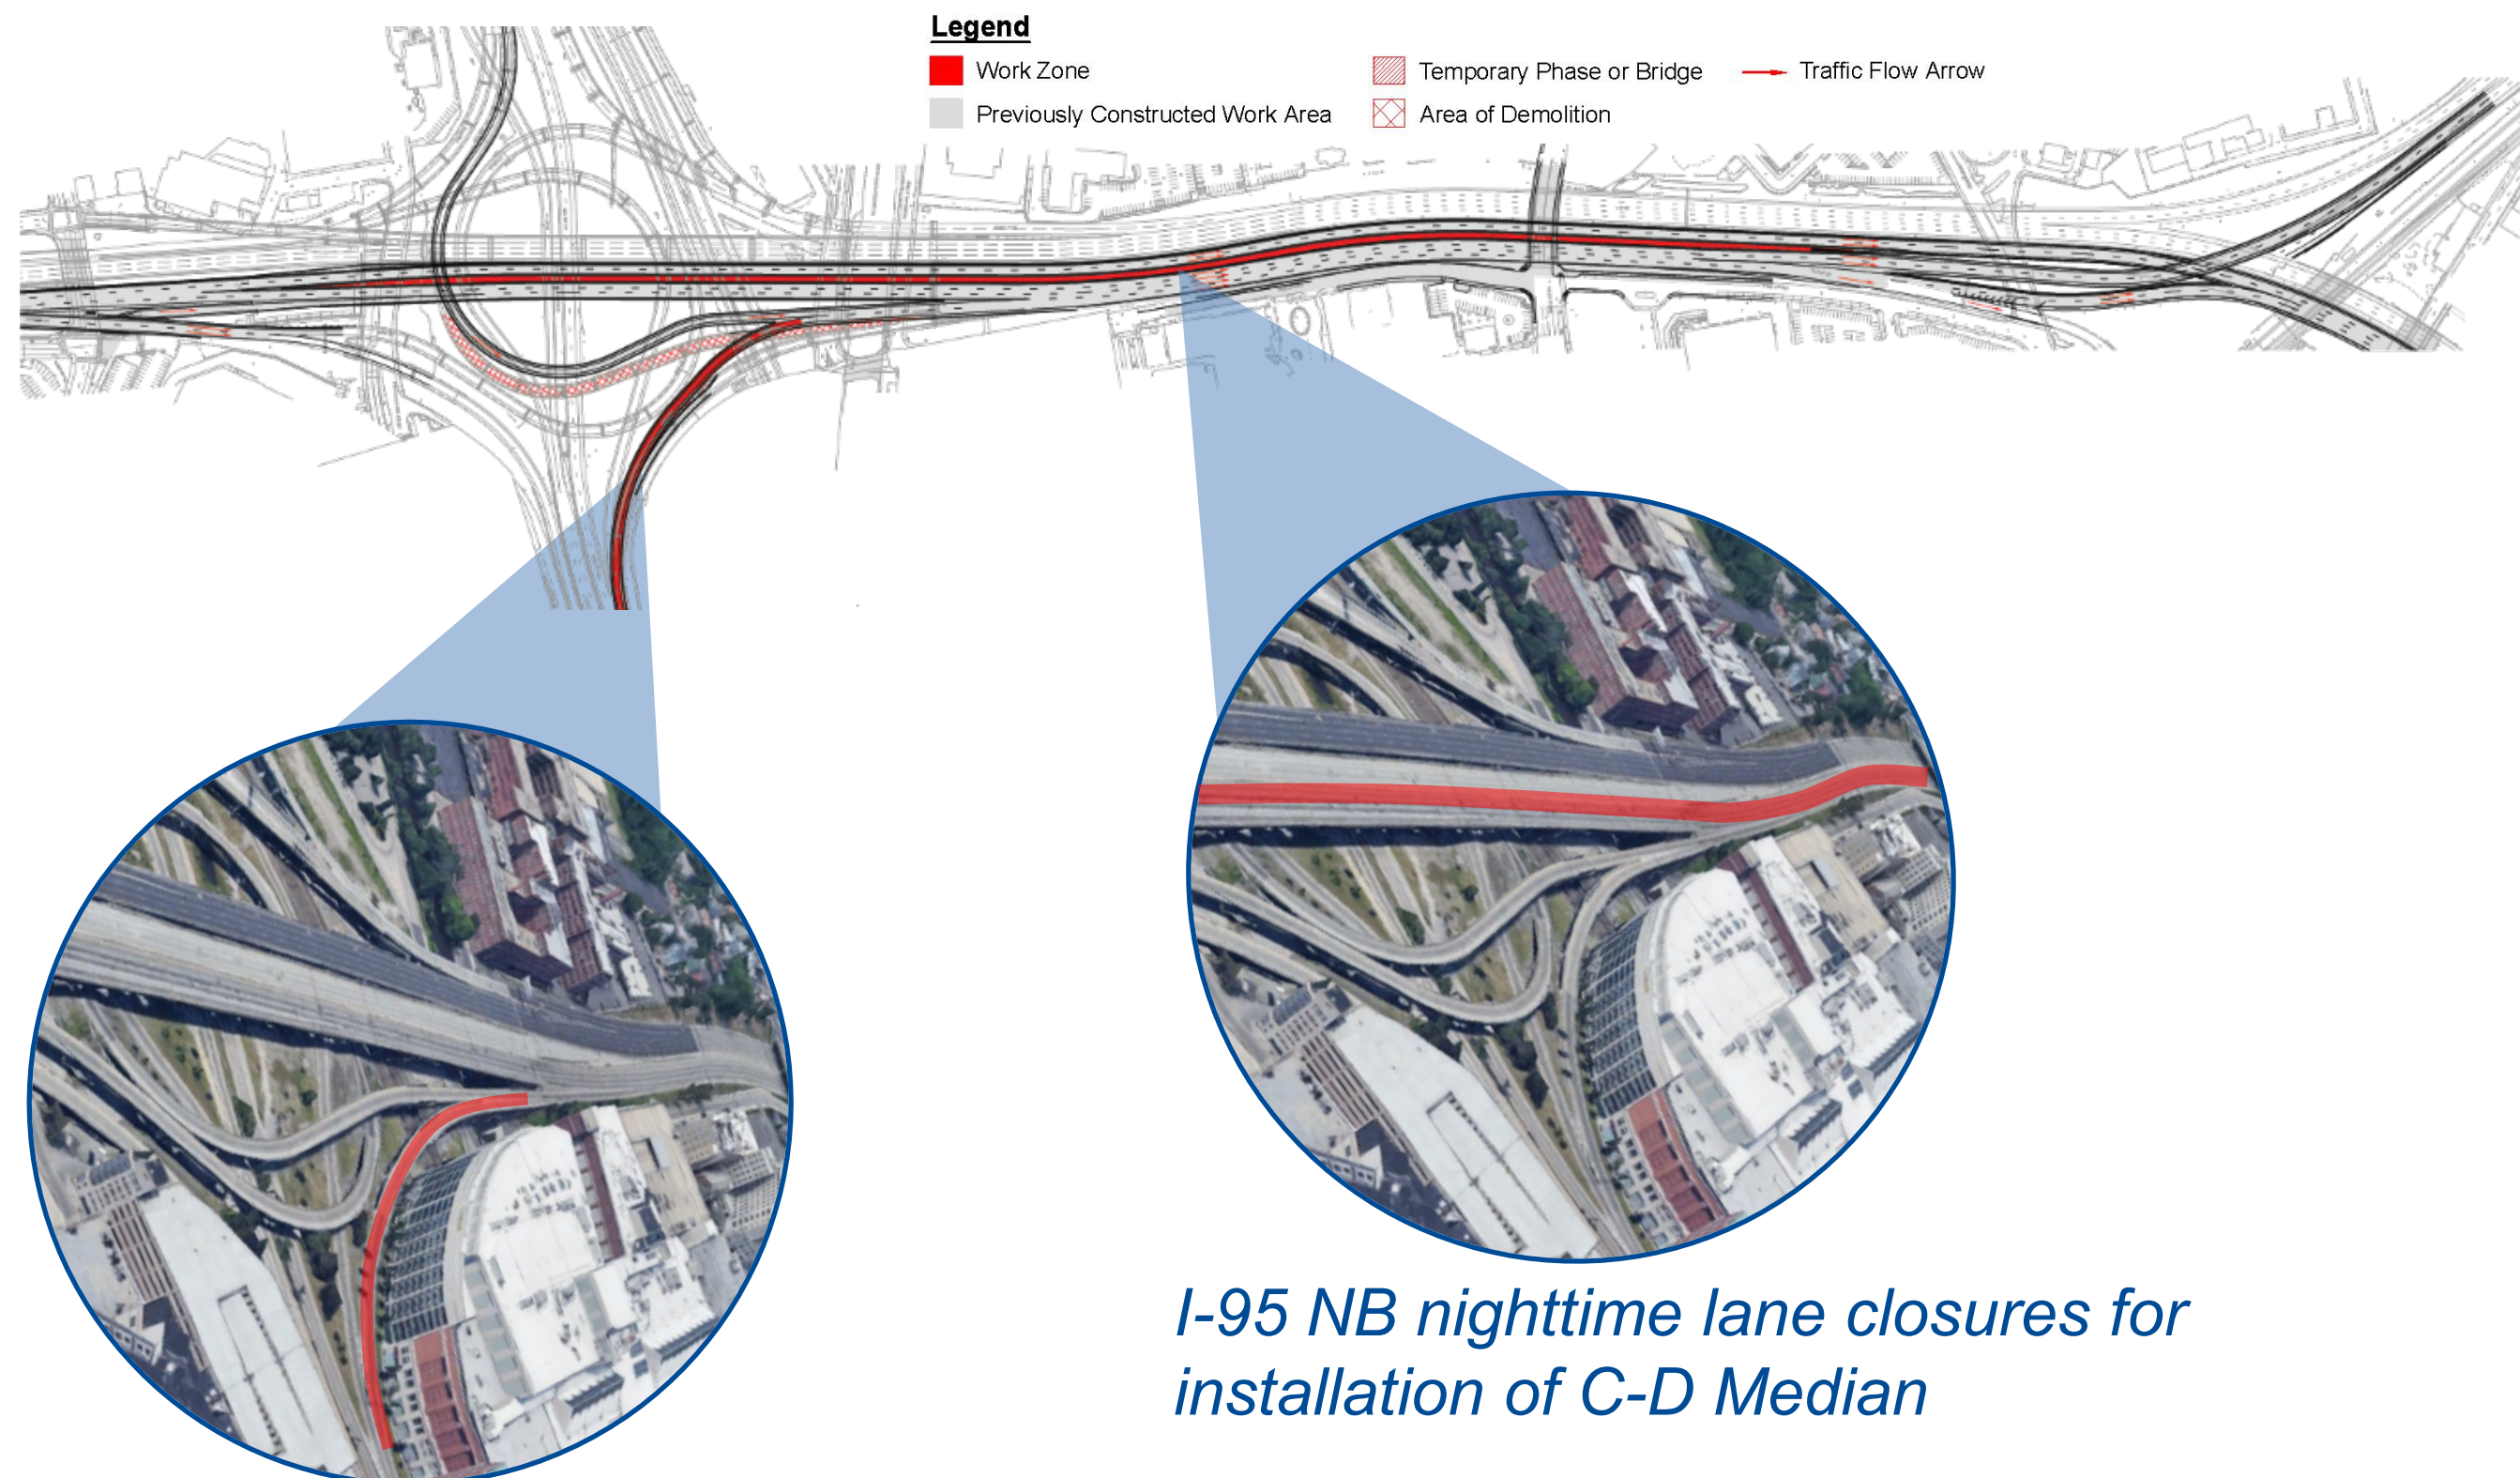 Legend
Work Zone
Temporary Phase or Bridge
Traffic Flow Arrow
Previously Constructed Work Area
Area of Demolition
I-95 NB nighttime lane closures for
installation of C-D Median